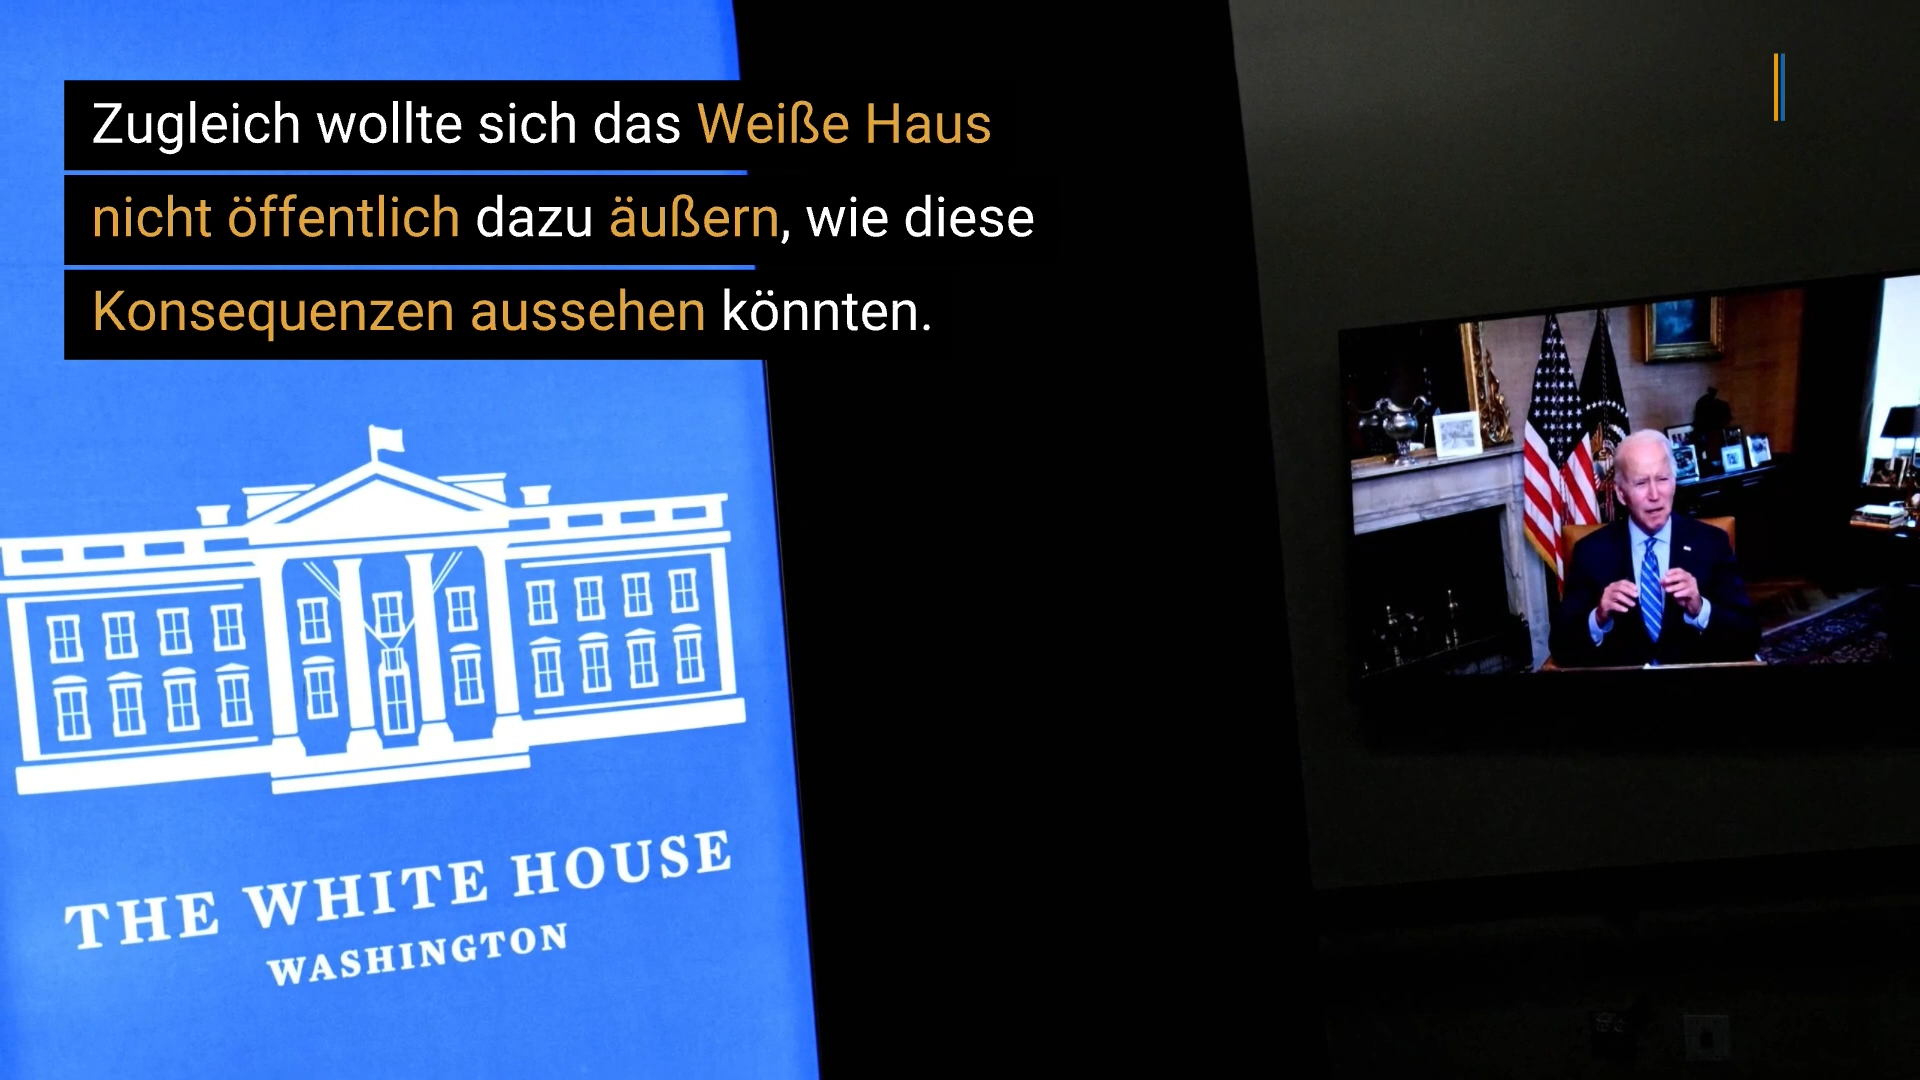 Zugleich wollte sich das Weiße Haus
nicht öffentlich dazu äußern, wie diese
Konsequenzen aussehen könnten.
THE WHITE HOUSE
WASHINGTON